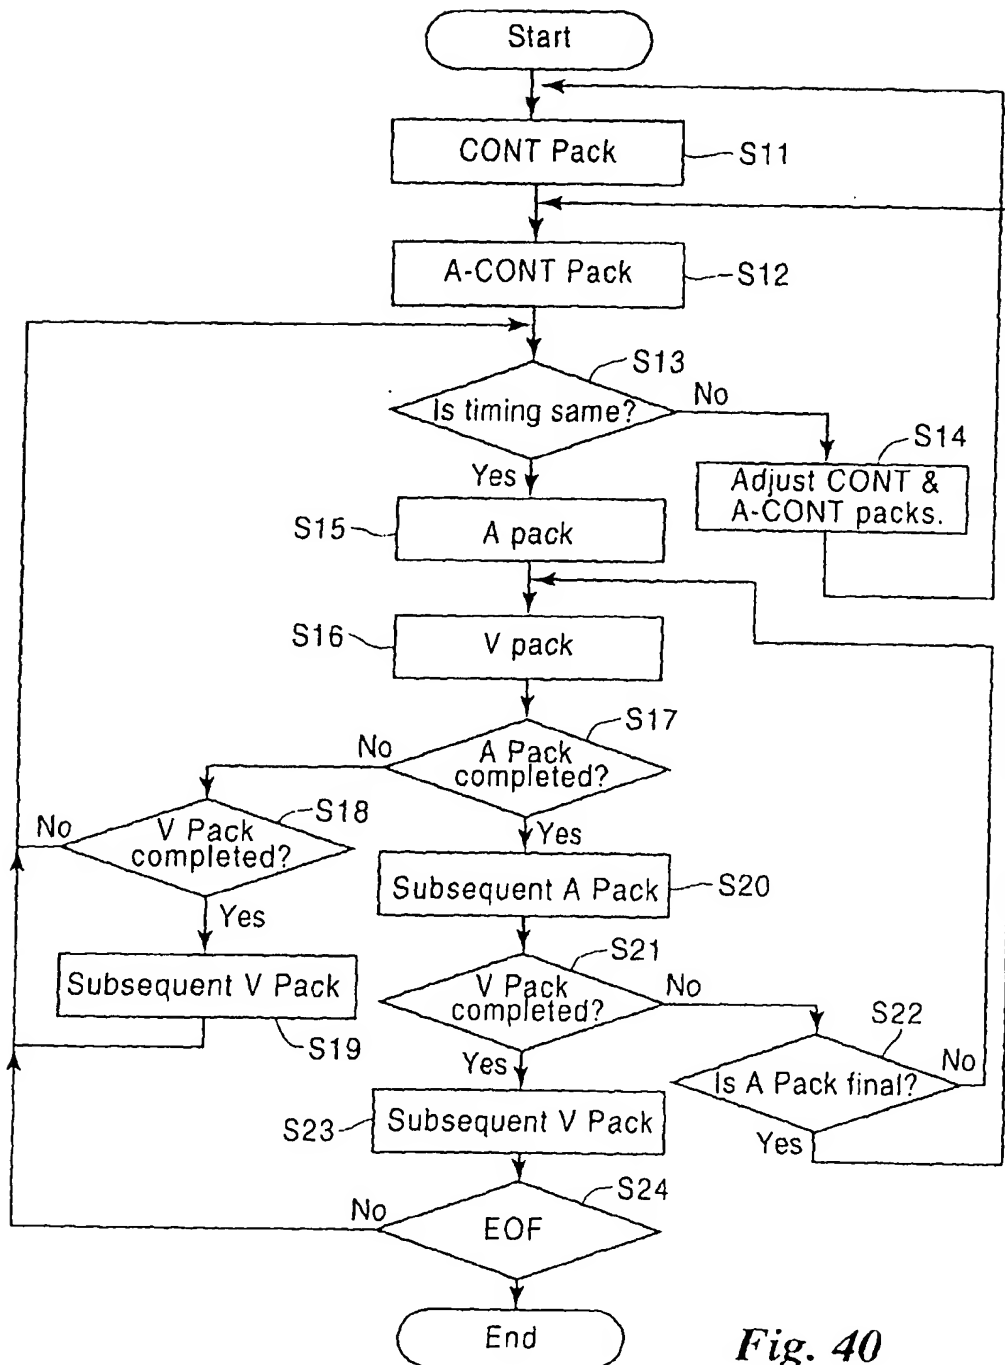 Start
CONT Pack
S11
A-CONT Pack
S12
S13
Is timing same?
No
Yes
S14
Adjust CONT &
A-CONT packs.
S15
A pack
S16
V pack
S17
A Pack
completed?
No
Yes
S18
V Pack
completed?
No
Yes
Subsequent V Pack
S19
Subsequent A Pack
S20
S21
V Pack
completed?
No
Yes
S22
Is A Pack final?
No
Yes
S23
Subsequent V Pack
S24
EOF
No
End
Fig. 40